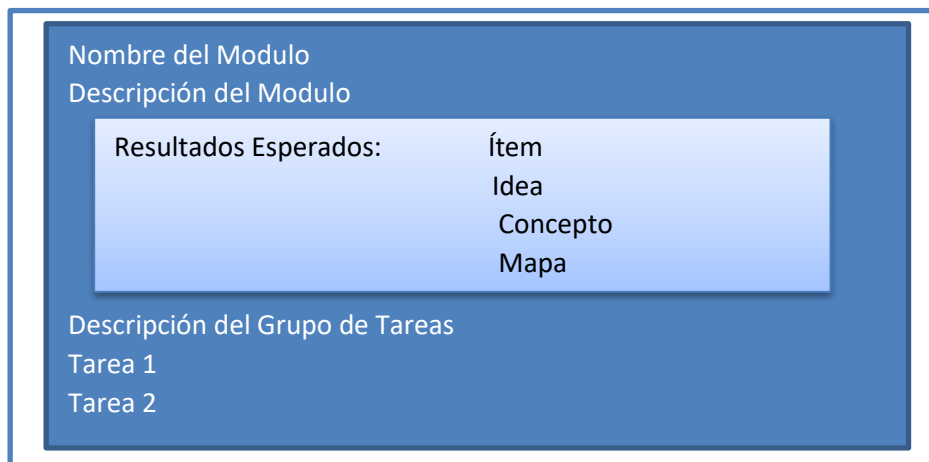 Nombre del Modulo
Descripción del Modulo
Resultados Esperados: Ítem
Idea
Concepto
Mapa
Descripción del Grupo de Tareas
Tarea 1
Tarea 2